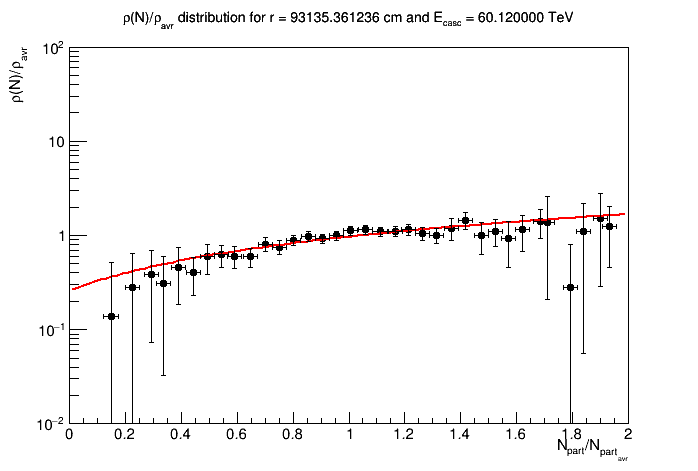 ρ(N)/ρavr distribution for r = 93135.361236 cm and Ecasc = 60.120000 TeV
ρ(N)/ρavr
10²
10
1
10⁻¹
10⁻²
0 0.2 0.4 0.6 0.8 1 1.2 1.4 1.6 1.8 2
Npart/Npartavr